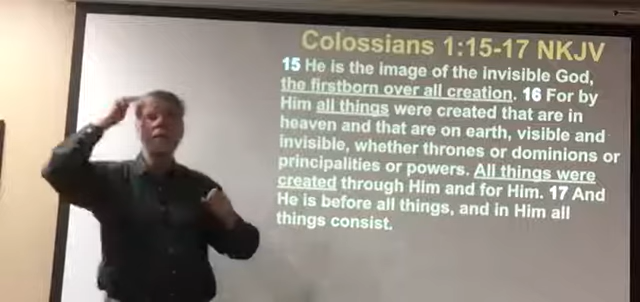 Colossians 1:15-17 NKJV
15 He is the image of the invisible God,
the firstborn over all creation. 16 For by
Him all things were created that are in
heaven and that are on earth, visible and
invisible, whether thrones or dominions or
principalities or powers. All things were
created through Him and for Him. 17 And
He is before all things, and in Him all
things consist.